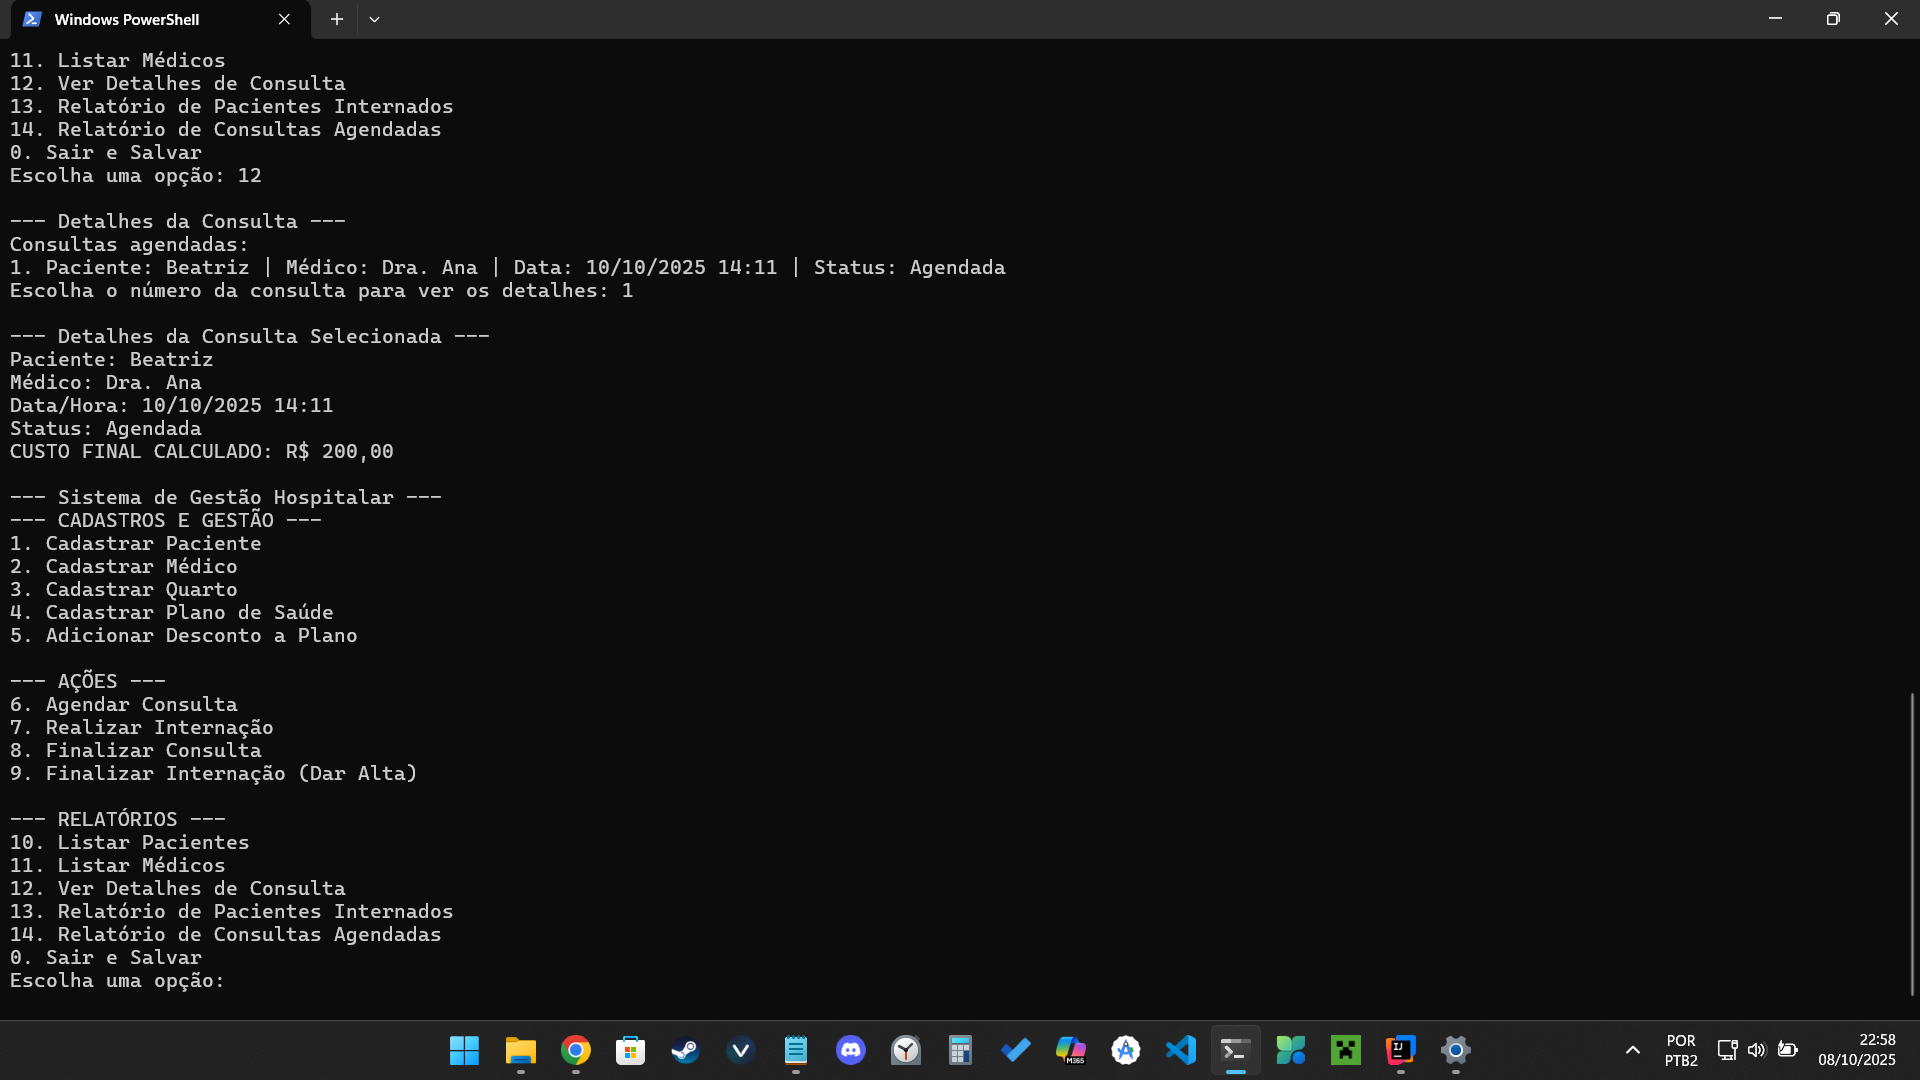 Windows PowerShell
11. Listar Médicos
12. Ver Detalhes de Consulta
13. Relatório de Pacientes Internados
14. Relatório de Consultas Agendadas
0. Sair e Salvar
Escolha uma opção: 12
--- Detalhes da Consulta ---
Consultas agendadas:
1. Paciente: Beatriz | Médico: Dra. Ana | Data: 10/10/2025 14:11 | Status: Agendada
Escolha o número da consulta para ver os detalhes: 1
--- Detalhes da Consulta Selecionada ---
Paciente: Beatriz
Médico: Dra. Ana
Data/Hora: 10/10/2025 14:11
Status: Agendada
CUSTO FINAL CALCULADO: R$ 200,00
--- Sistema de Gestão Hospitalar ---
--- CADASTROS E GESTÃO ---
1. Cadastrar Paciente
2. Cadastrar Médico
3. Cadastrar Quarto
4. Cadastrar Plano de Saúde
5. Adicionar Desconto a Plano
--- AÇÕES ---
6. Agendar Consulta
7. Realizar Internação
8. Finalizar Consulta
9. Finalizar Internação (Dar Alta)
--- RELATÓRIOS ---
10. Listar Pacientes
11. Listar Médicos
12. Ver Detalhes de Consulta
13. Relatório de Pacientes Internados
14. Relatório de Consultas Agendadas
0. Sair e Salvar
Escolha uma opção:
M365
IJ
POR
PTB2
22:58
08/10/2025